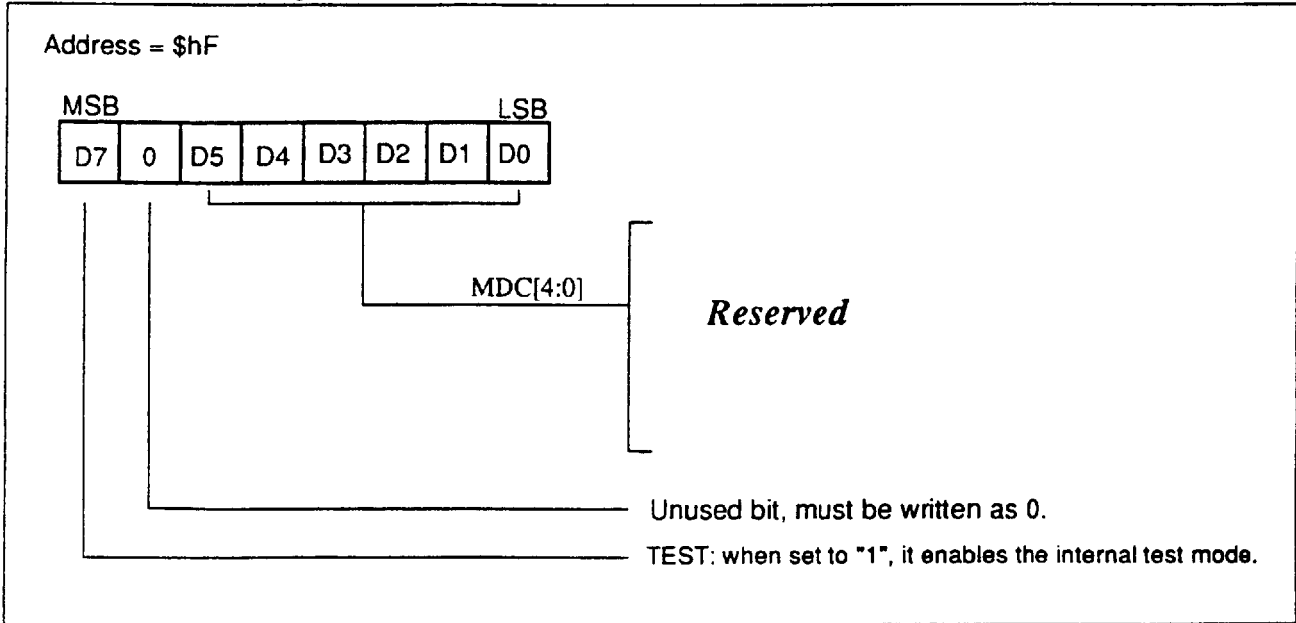 Address = $hF
MSB LSB
D7 0 D5 D4 D3 D2 D1 D0
MDC[4:0]
Reserved
Unused bit, must be written as 0.
TEST: when set to "1", it enables the internal test mode.